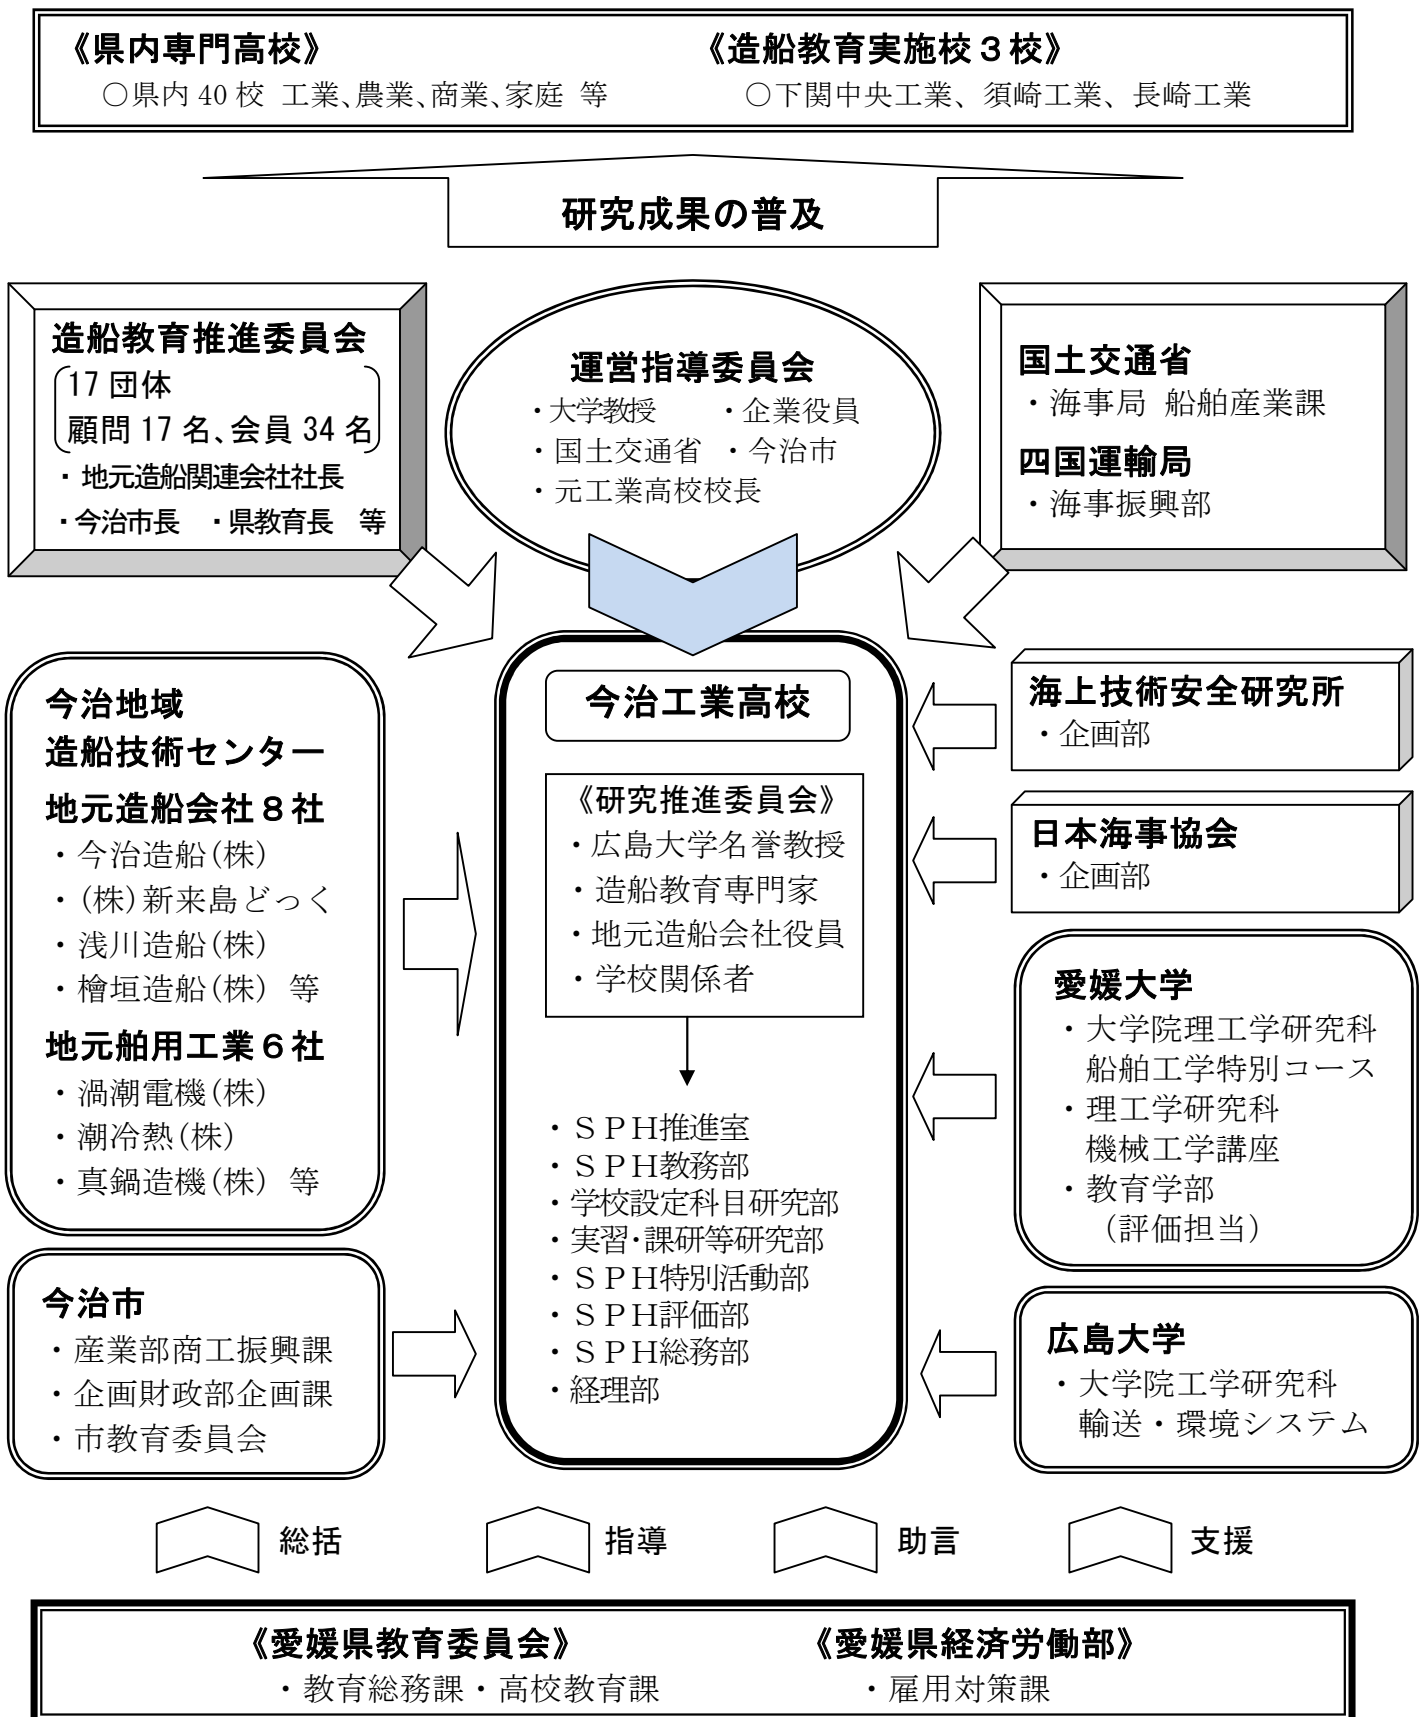 《県内専門高校》
○県内 40 校 工業、農業、商業、家庭 等
《造船教育実施校３校》
○下関中央工業、須崎工業、長崎工業
研究成果の普及
造船教育推進委員会
17 団体
顧問 17 名、会員 34 名
・地元造船関連会社社長
・今治市長 ・県教育長 等
運営指導委員会
・大学教授 ・企業役員
・国土交通省 ・今治市
・元工業高校校長
国土交通省
・海事局 船舶産業課
四国運輸局
・海事振興部
今治地域
造船技術センター
地元造船会社８社
・今治造船(株)
・(株)新来島どっく
・浅川造船(株)
・檜垣造船(株) 等
地元舶用工業６社
・渦潮電機(株)
・潮冷熱(株)
・真鍋造機(株) 等
今治市
・産業部商工振興課
・企画財政部企画課
・市教育委員会
今治工業高校
《研究推進委員会》
・広島大学名誉教授
・造船教育専門家
・地元造船会社役員
・学校関係者
・ＳＰＨ推進室
・ＳＰＨ教務部
・学校設定科目研究部
・実習･課研等研究部
・ＳＰＨ特別活動部
・ＳＰＨ評価部
・ＳＰＨ総務部
・経理部
海上技術安全研究所
・企画部
日本海事協会
・企画部
愛媛大学
・大学院理工学研究科
船舶工学特別コース
・理工学研究科
機械工学講座
・教育学部
（評価担当）
広島大学
・大学院工学研究科
輸送・環境システム
総括
指導
助言
支援
《愛媛県教育委員会》
・教育総務課・高校教育課
《愛媛県経済労働部》
・雇用対策課